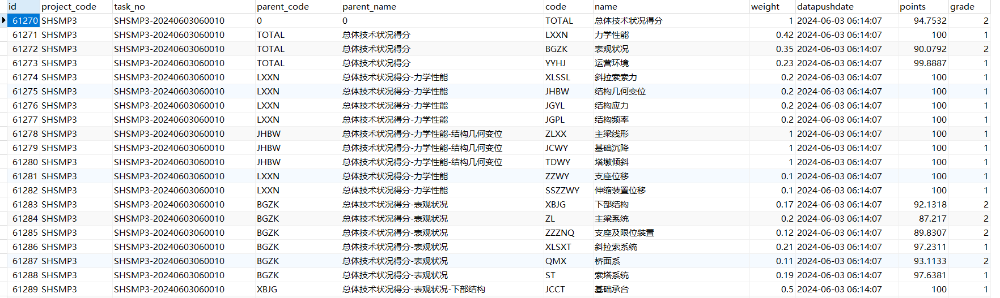 id project_code task_no parent_code parent_name code name weight datapushdate points grade
61270 SHSMP3 SHSMP3-20240603060010 0 0 TOTAL 总体技术状况得分 1 2024-06-03 06:14:07 94.7532 2
61271 SHSMP3 SHSMP3-20240603060010 TOTAL 总体技术状况得分 LXXN 力学性能 0.42 2024-06-03 06:14:07 100 1
61272 SHSMP3 SHSMP3-20240603060010 TOTAL 总体技术状况得分 BGZK 表观状况 0.35 2024-06-03 06:14:07 90.0792 2
61273 SHSMP3 SHSMP3-20240603060010 TOTAL 总体技术状况得分 YYHJ 运营环境 0.23 2024-06-03 06:14:07 99.8887 1
61274 SHSMP3 SHSMP3-20240603060010 LXXN 总体技术状况得分-力学性能 XLSSL 斜拉索索力 0.2 2024-06-03 06:14:07 100 1
61275 SHSMP3 SHSMP3-20240603060010 LXXN 总体技术状况得分-力学性能 JHBW 结构几何变位 0.2 2024-06-03 06:14:07 100 1
61276 SHSMP3 SHSMP3-20240603060010 LXXN 总体技术状况得分-力学性能 JGYL 结构应力 0.2 2024-06-03 06:14:07 100 1
61277 SHSMP3 SHSMP3-20240603060010 LXXN 总体技术状况得分-力学性能 JGPL 结构频率 0.2 2024-06-03 06:14:07 100 1
61278 SHSMP3 SHSMP3-20240603060010 JHBW 总体技术状况得分-力学性能-结构几何变位 ZLXX 主梁线形 1 2024-06-03 06:14:07 100 1
61279 SHSMP3 SHSMP3-20240603060010 JHBW 总体技术状况得分-力学性能-结构几何变位 JCWY 基础沉降 1 2024-06-03 06:14:07 100 1
61280 SHSMP3 SHSMP3-20240603060010 JHBW 总体技术状况得分-力学性能-结构几何变位 TDWY 塔墩倾斜 1 2024-06-03 06:14:07 100 1
61281 SHSMP3 SHSMP3-20240603060010 LXXN 总体技术状况得分-力学性能 ZZWY 支座位移 0.1 2024-06-03 06:14:07 100 1
61282 SHSMP3 SHSMP3-20240603060010 LXXN 总体技术状况得分-力学性能 SSZZWY 伸缩装置位移 0.1 2024-06-03 06:14:07 100 1
61283 SHSMP3 SHSMP3-20240603060010 BGZK 总体技术状况得分-表观状况 XBJG 下部结构 0.17 2024-06-03 06:14:07 92.1318 2
61284 SHSMP3 SHSMP3-20240603060010 BGZK 总体技术状况得分-表观状况 ZL 主梁系统 0.2 2024-06-03 06:14:07 87.217 2
61285 SHSMP3 SHSMP3-20240603060010 BGZK 总体技术状况得分-表观状况 ZZZNQ 支座及限位装置 0.12 2024-06-03 06:14:07 89.8307 2
61286 SHSMP3 SHSMP3-20240603060010 BGZK 总体技术状况得分-表观状况 XLSXT 斜拉索系统 0.21 2024-06-03 06:14:07 97.2311 1
61287 SHSMP3 SHSMP3-20240603060010 BGZK 总体技术状况得分-表观状况 QMX 桥面系 0.11 2024-06-03 06:14:07 93.1133 2
61288 SHSMP3 SHSMP3-20240603060010 BGZK 总体技术状况得分-表观状况 ST 索塔系统 0.19 2024-06-03 06:14:07 97.6381 1
61289 SHSMP3 SHSMP3-20240603060010 XBJG 总体技术状况得分-表观状况-下部结构 JCCT 基础承台 0.5 2024-06-03 06:14:07 100 1